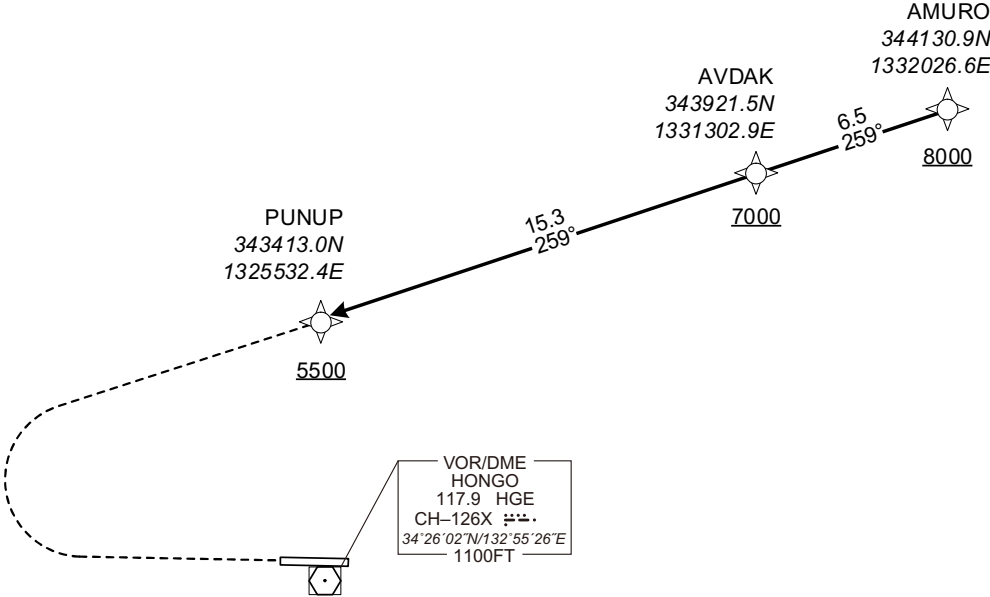 AMURO
344130.9N
1332026.6E
8000
6.5
259°
AVDAK
343921.5N
1331302.9E
7000
15.3
259°
PUNUP
343413.0N
1325532.4E
5500
VOR/DME
HONGO
117.9 HGE
CH–126X
34°26′02″N/132°55′26″E
1100FT